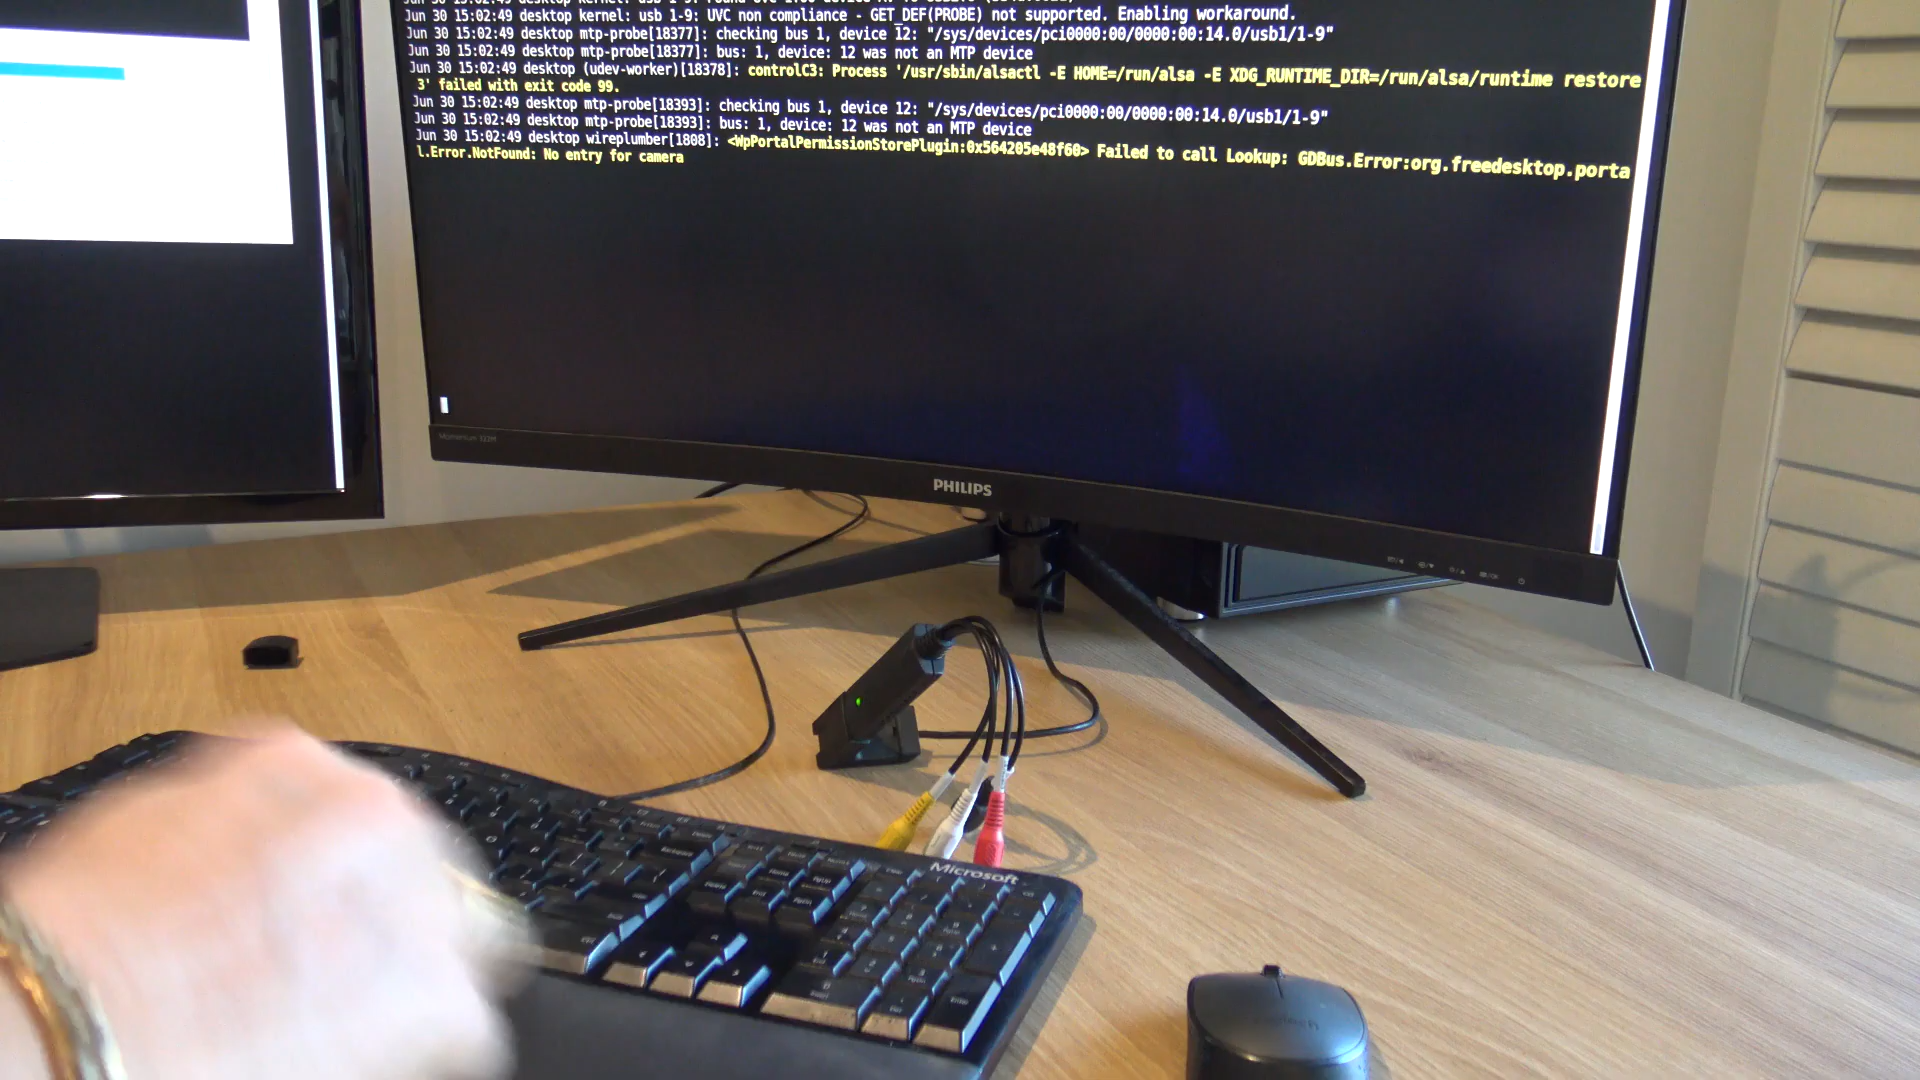 Jun 30 15:02:49 desktop kernel: usb 1-9: UVC non compliance - GET_DEF(PROBE) not supported. Enabling workaround.
Jun 30 15:02:49 desktop mtp-probe[18377]: checking bus 1, device 12: "/sys/devices/pci0000:00/0000:00:14.0/usb1/1-9"
Jun 30 15:02:49 desktop mtp-probe[18377]: bus: 1, device: 12 was not an MTP device
Jun 30 15:02:49 desktop (udev-worker)[18378]: controlC3: Process '/usr/sbin/alsactl -E HOME=/run/alsa -E XDG_RUNTIME_DIR=/run/alsa/runtime restore
3' failed with exit code 99.
Jun 30 15:02:49 desktop mtp-probe[18393]: checking bus 1, device 12: "/sys/devices/pci0000:00/0000:00:14.0/usb1/1-9"
Jun 30 15:02:49 desktop mtp-probe[18393]: bus: 1, device: 12 was not an MTP device
Jun 30 15:02:49 desktop wireplumber[1808]: <WpPortalPermissionStorePlugin:0x564205e48f60> Failed to call Lookup: GDBus.Error:org.freedesktop.porta
l.Error.NotFound: No entry for camera
Momentum
PHILIPS
Microsoft